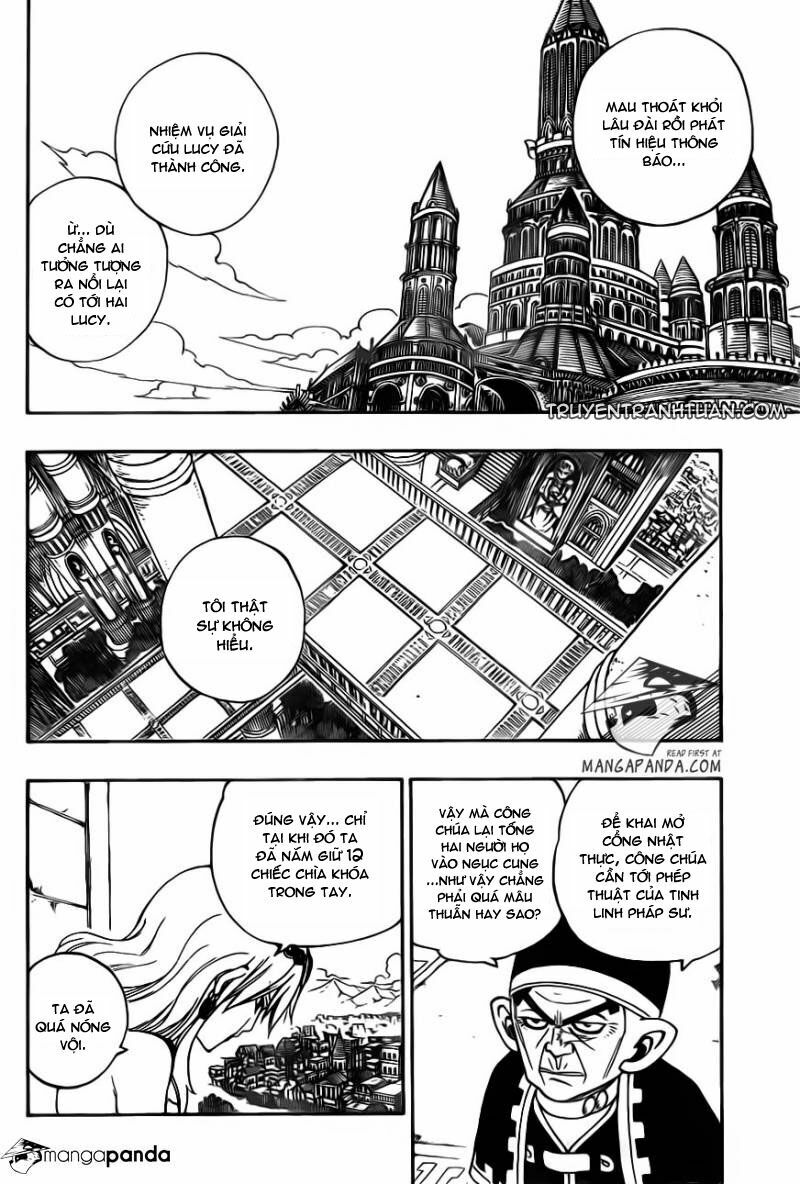 MAU THOÁT KHỎI
LÂU ĐÀI RỒI PHÁT
TÍN HIỆU THÔNG
BÁO...
NHIỆM VỤ GIẢI
CỨU LUCY ĐÃ
THÀNH CÔNG.
Ừ... DÙ
CHẲNG AI
TƯỞNG TƯỢNG
RA NỔI LẠI
CÓ TỚI HAI
LUCY.
TRUYENTRANHTUAN.COM
TÔI THẬT
SỰ KHÔNG
HIỂU.
READ FIRST AT
MANGAPANDA.COM
ĐỂ KHAI MỞ
CỔNG NHẬT
THỰC, CÔNG CHÚA
CẦN TỚI PHÉP
THUẬT CỦA TINH
LINH PHÁP SƯ.
VẬY MÀ CÔNG
CHÚA LẠI TỐNG
HAI NGƯỜI HỌ
VÀO NGỤC CUNG
...NHƯ VẬY CHẲNG
PHẢI QUÁ MÂU
THUẪN HAY SAO?
ĐÚNG VẬY... CHỈ
TẠI KHI ĐÓ TA
ĐÃ NẮM GIỮ 12
CHIẾC CHÌA KHÓA
TRONG TAY.
TA ĐÃ
QUÁ NÓNG
VỘI.
mangapanda